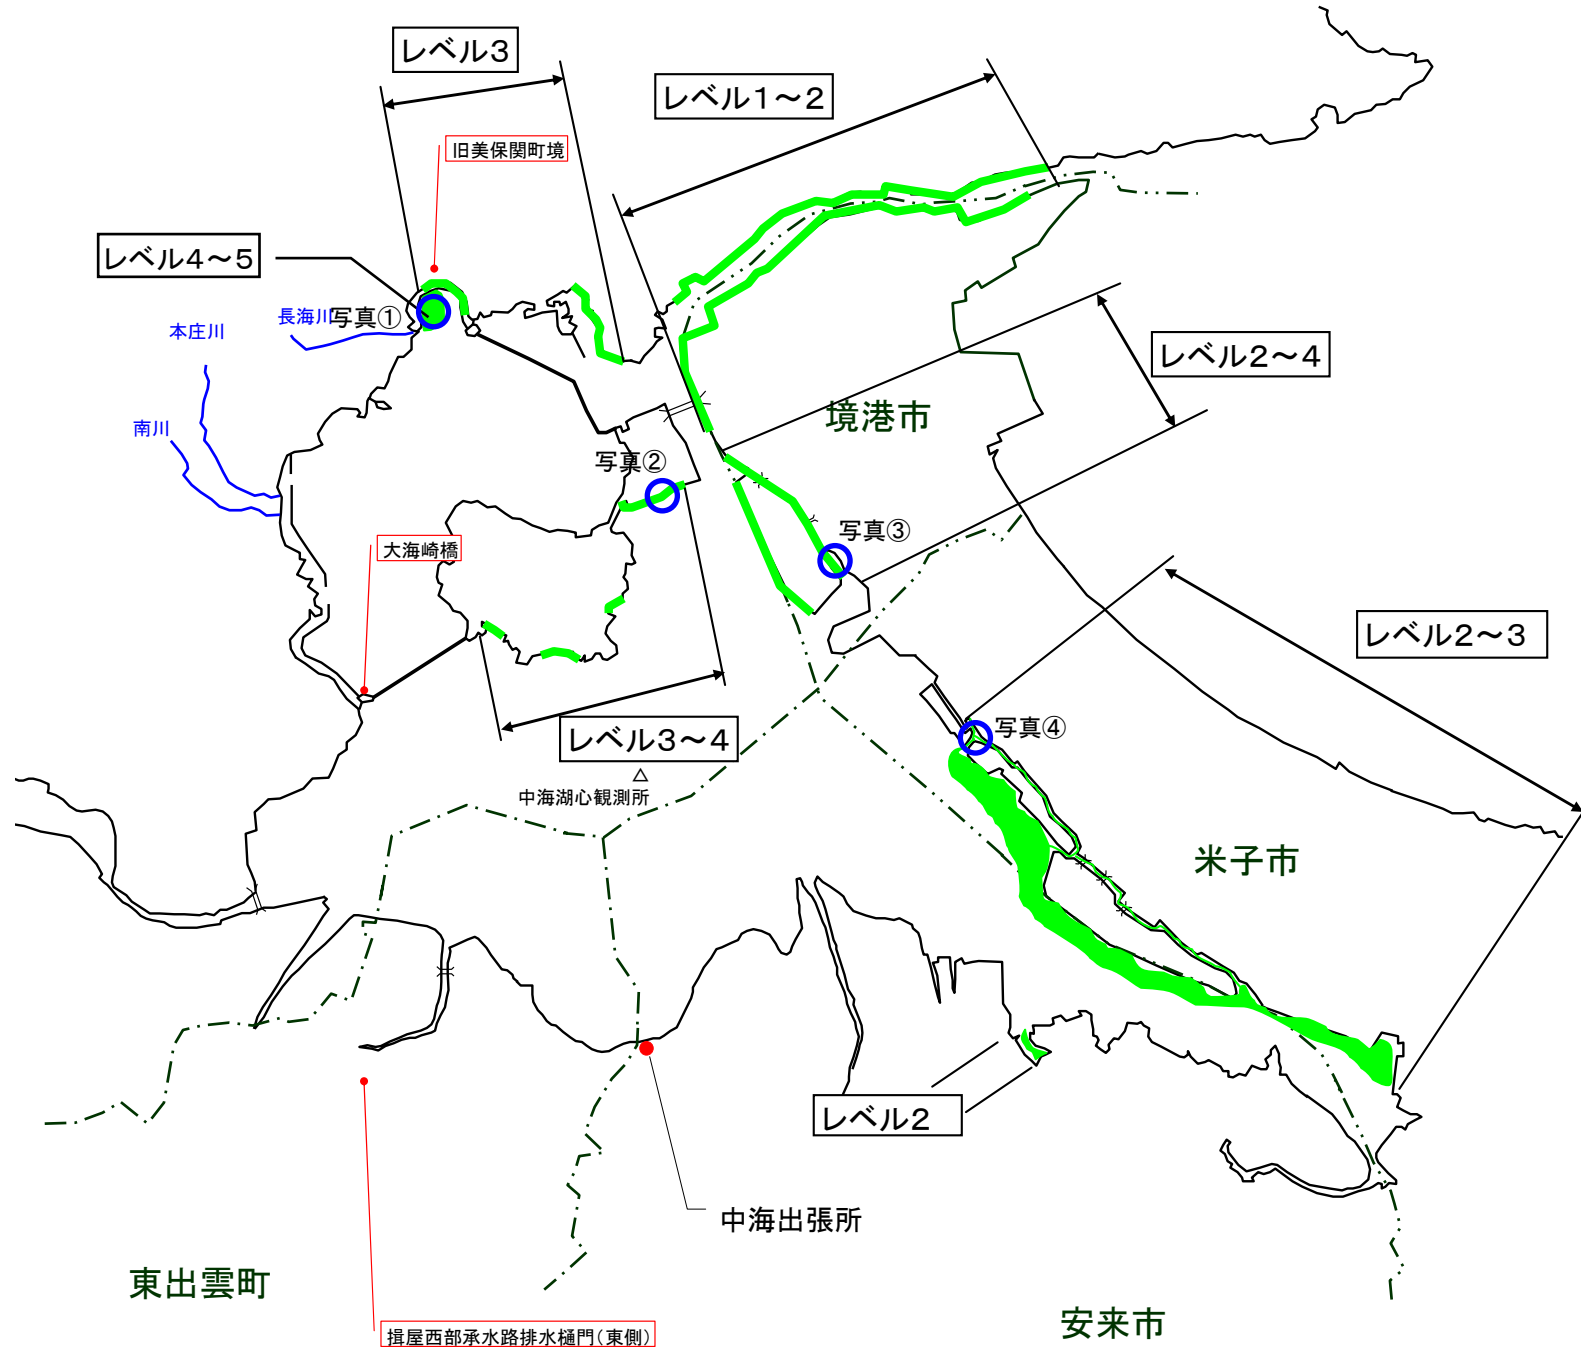 レベル３
レベル１～２
旧美保関町境
レベル４～５
長海川
写真①
本庄川
レベル２～４
境港市
南川
写真②
写真③
大海崎橋
レベル２～３
写真④
レベル３～４
中海湖心観測所
米子市
レベル２
中海出張所
東出雲町
安来市
揖屋西部承水路排水樋門（東側）